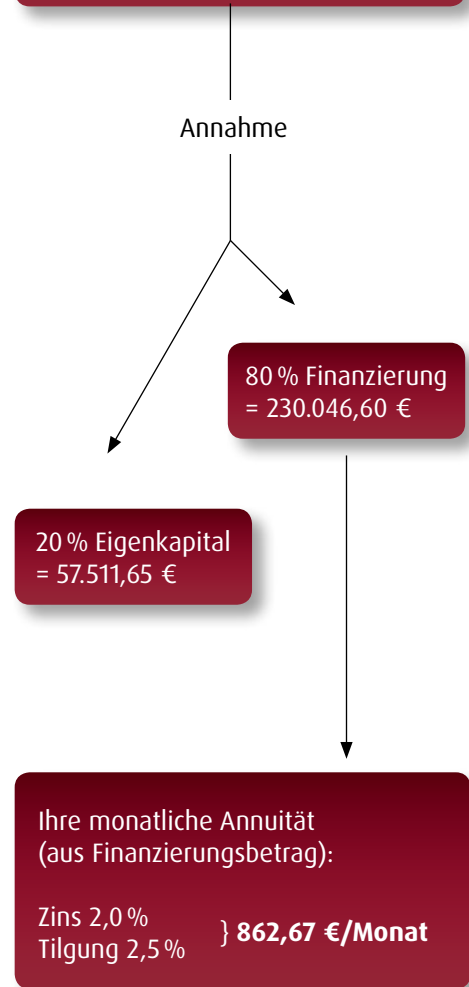 Annahme
80 % Finanzierung
= 230.046,60 €
20 % Eigenkapital
= 57.511,65 €
Ihre monatliche Annuität
(aus Finanzierungsbetrag):
Zins 2,0 %
Tilgung 2,5 %
} 862,67 €/Monat